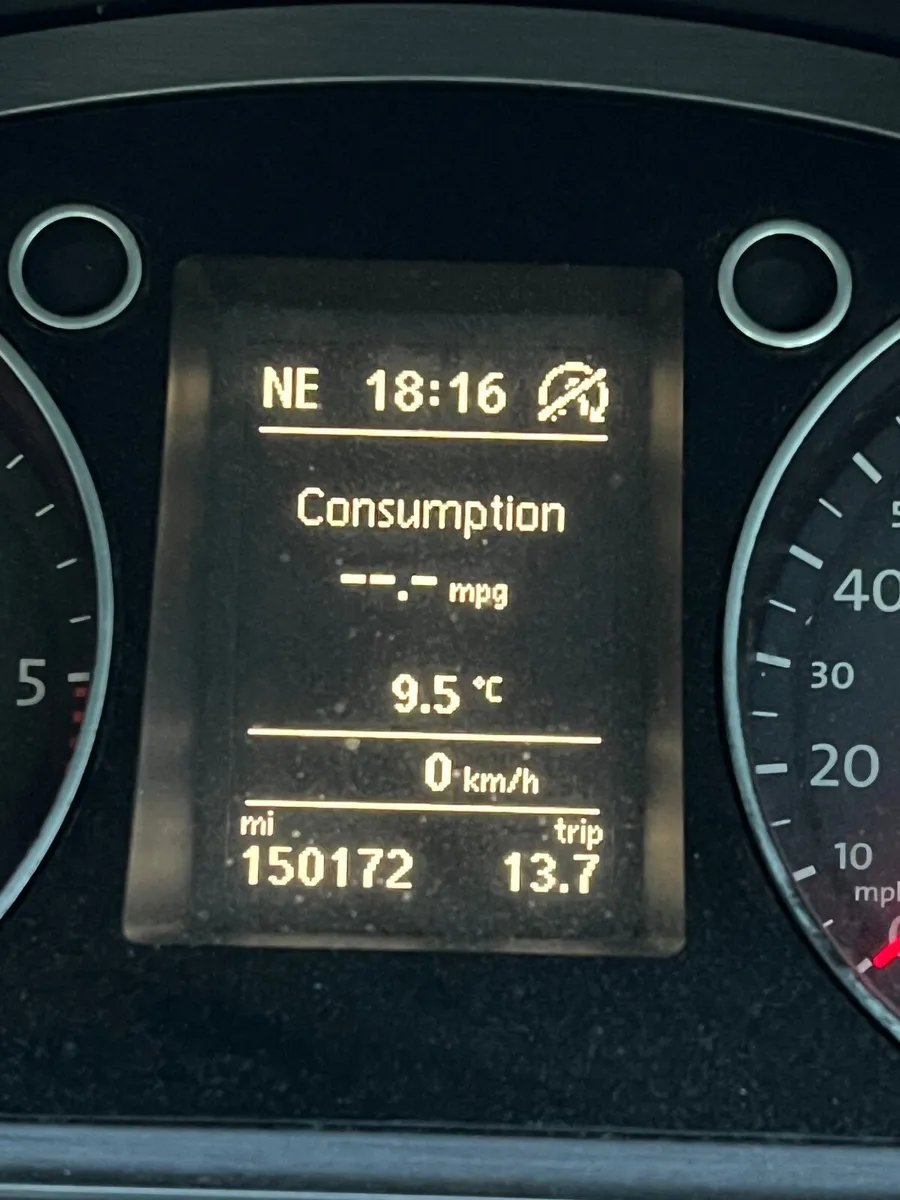 NE 18:16
Consumption
--.- mpg
9.5 °C
0 km/h
mi trip
150172 13.7
5
40
30
20
10